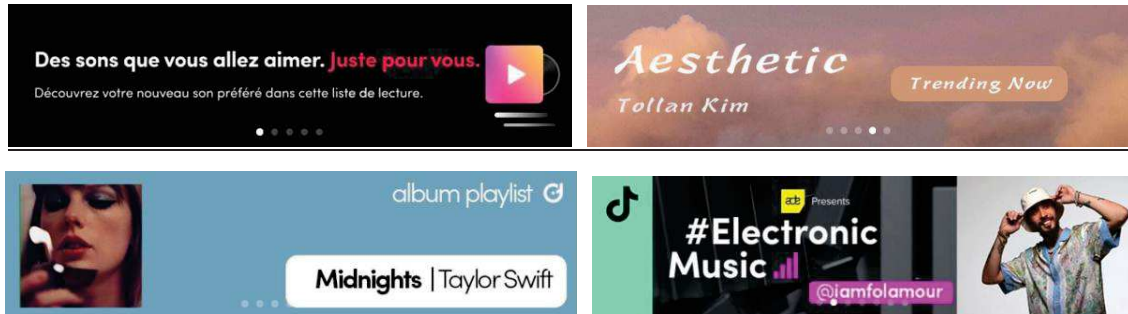 Des sons que vous allez aimer. Juste pour vous.
Découvrez votre nouveau son préféré dans cette liste de lecture.
Aesthetic
Tollan Kim
Trending Now
album playlist
Midnights | Taylor Swift
ade Presents
#Electronic
Music
@iamfolamour